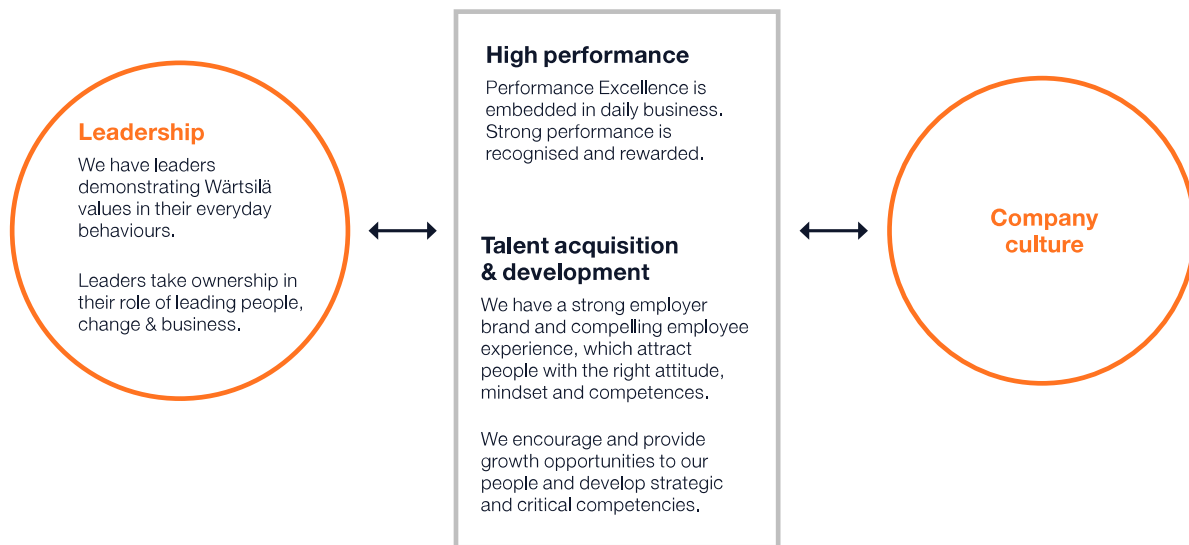 Leadership
We have leaders
demonstrating Wärtsilä
values in their everyday
behaviours.
Leaders take ownership in
their role of leading people,
change & business.
High performance
Performance Excellence is
embedded in daily business.
Strong performance is
recognised and rewarded.
Talent acquisition
& development
We have a strong employer
brand and compelling employee
experience, which attract
people with the right attitude,
mindset and competences.
We encourage and provide
growth opportunities to our
people and develop strategic
and critical competencies.
Company
culture